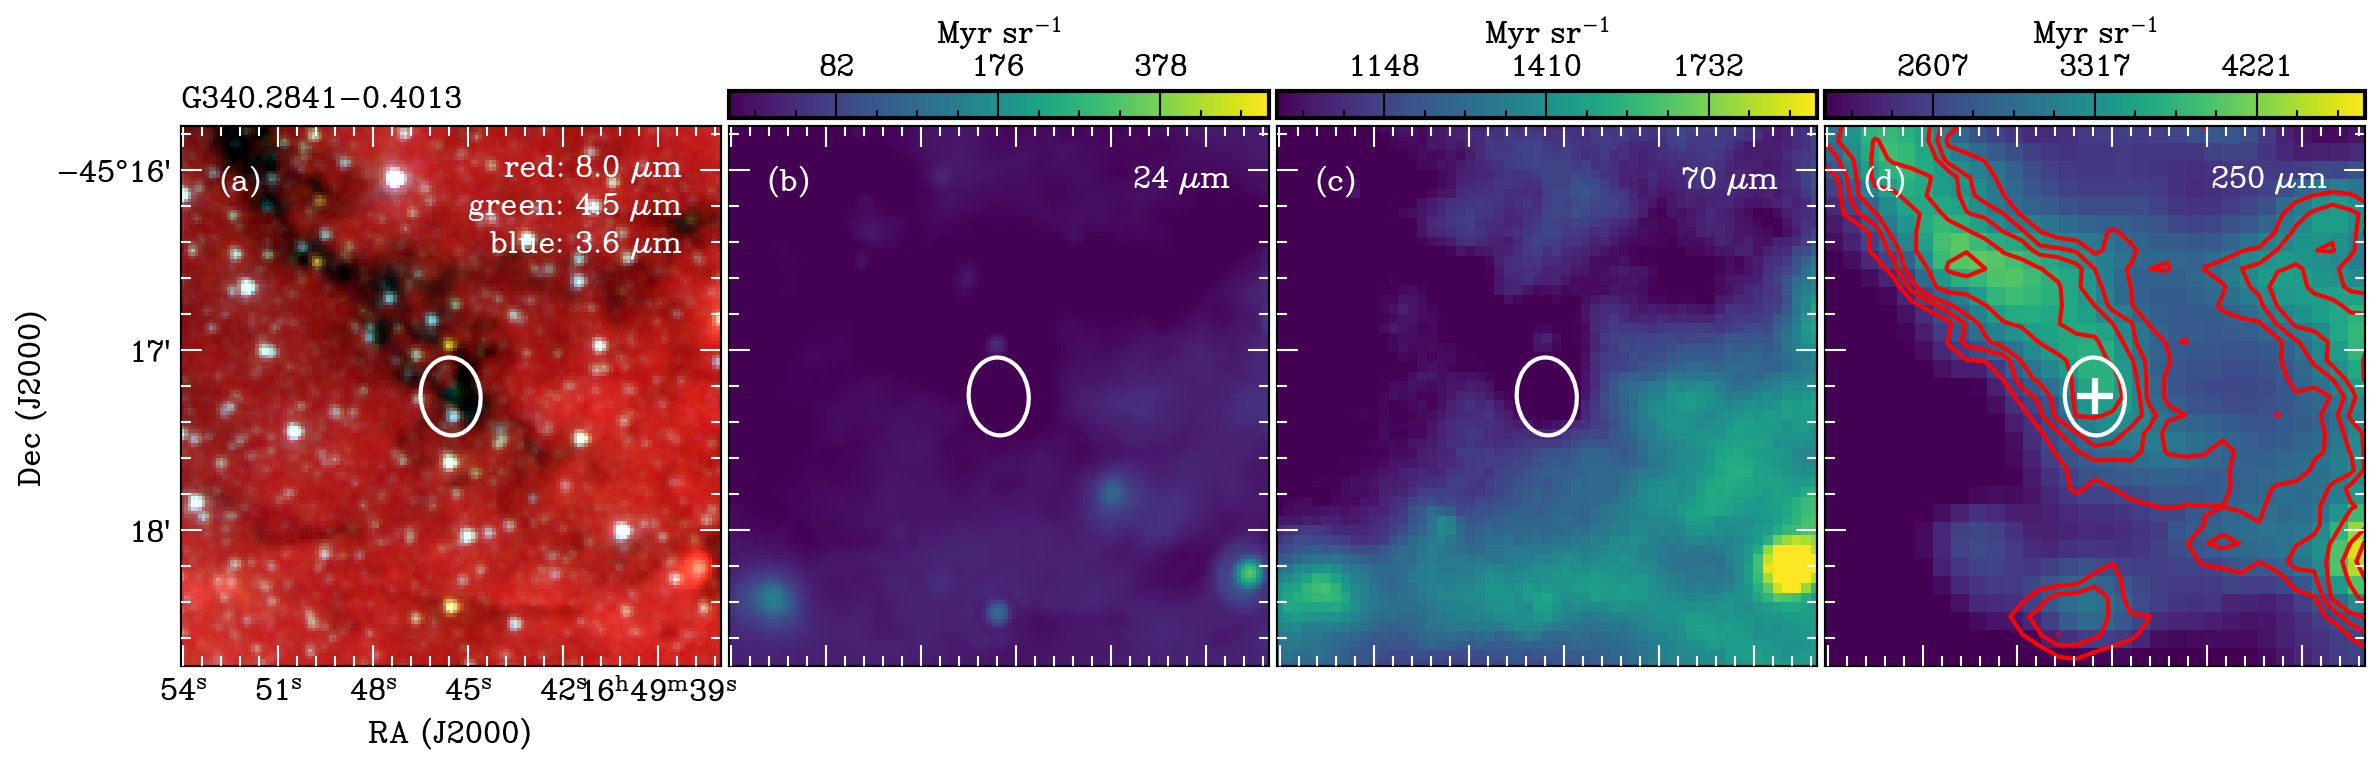 Myr sr⁻¹
82 176 378
Myr sr⁻¹
1148 1410 1732
Myr sr⁻¹
2607 3317 4221
G340.2841−0.4013
(a)
red: 8.0 μm
green: 4.5 μm
blue: 3.6 μm
(b)
24 μm
(c)
70 μm
(d)
250 μm
−45°16'
17'
18'
Dec (J2000)
54ˢ 51ˢ 48ˢ 45ˢ 42ˢ 16ʰ49ᵐ39ˢ
RA (J2000)